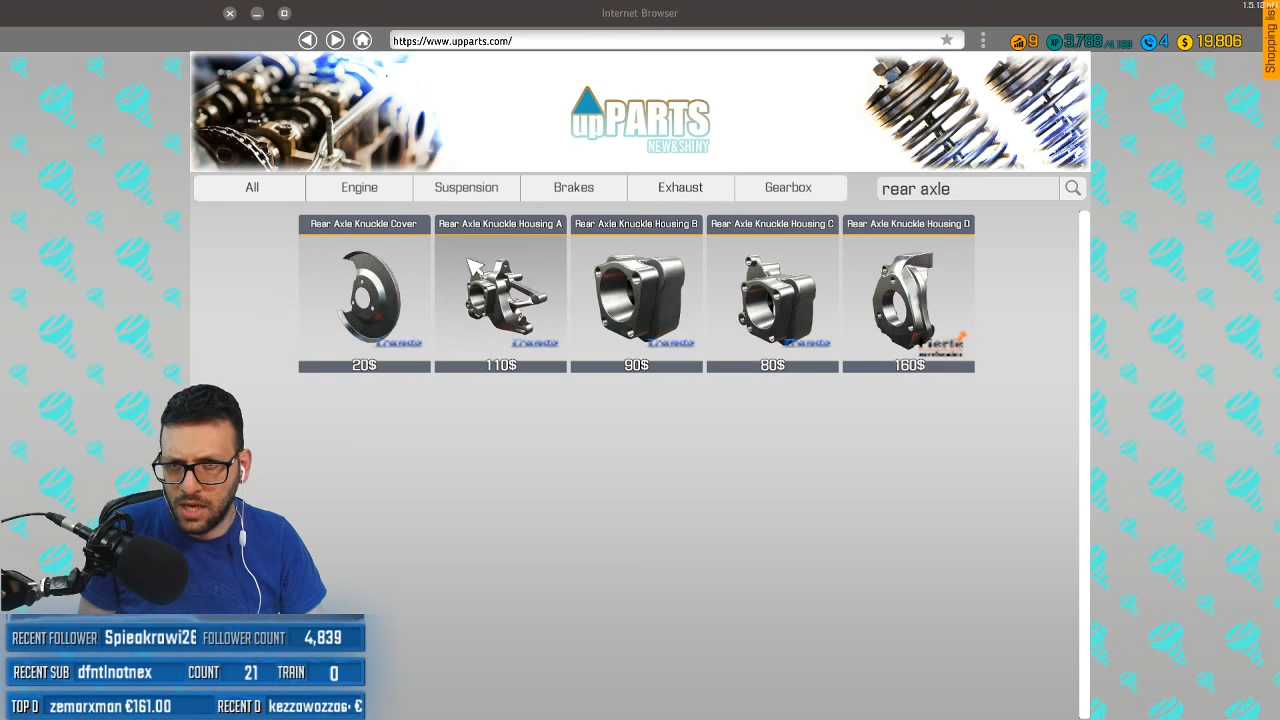 Internet Browser
1.5.12
https://www.upparts.com/
9
3,788
4
$ 19,806
Shopping list
upPARTS
NEW&SHINY
All Engine Suspension Brakes Exhaust Gearbox
rear axle
Rear Axle Knuckle Cover Rear Axle Knuckle Housing A Rear Axle Knuckle Housing B Rear Axle Knuckle Housing C Rear Axle Knuckle Housing D
20$ 110$ 90$ 80$ 160$
RECENT FOLLOWER FOLLOWER COUNT 4,839
RECENT SUB dfntlnotnex COUNT 21 TRAIN 0
TOP D zemarxman €161.00 RECENT D